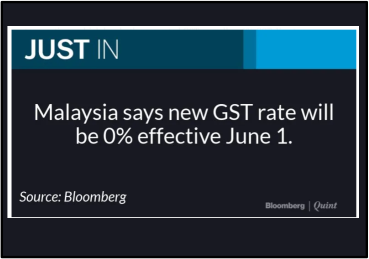 JUST IN
Malaysia says new GST rate will
be 0% effective June 1.
Source: Bloomberg
Bloomberg | Quint